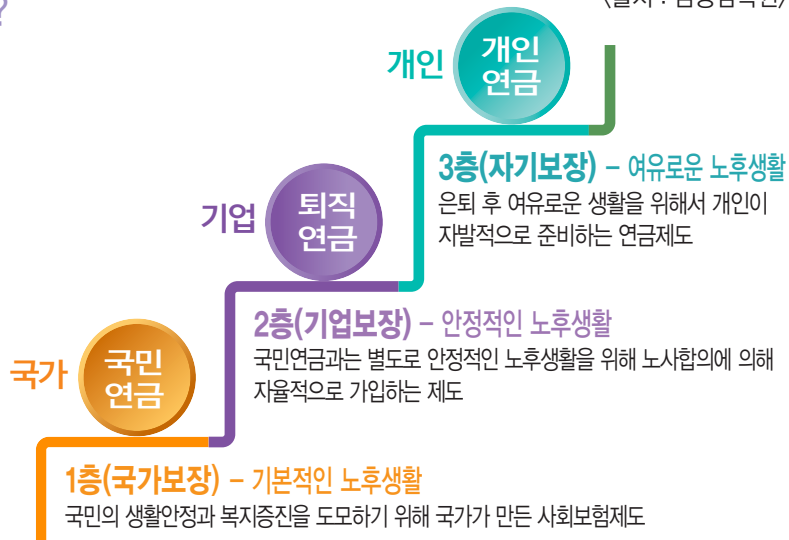 ?
개인
개인
연금
3층(자기보장) – 여유로운 노후생활
은퇴 후 여유로운 생활을 위해서 개인이
자발적으로 준비하는 연금제도
기업
퇴직
연금
2층(기업보장) – 안정적인 노후생활
국민연금과는 별도로 안정적인 노후생활을 위해 노사합의에 의해
자율적으로 가입하는 제도
국가
국민
연금
1층(국가보장) – 기본적인 노후생활
국민의 생활안정과 복지증진을 도모하기 위해 국가가 만든 사회보험제도